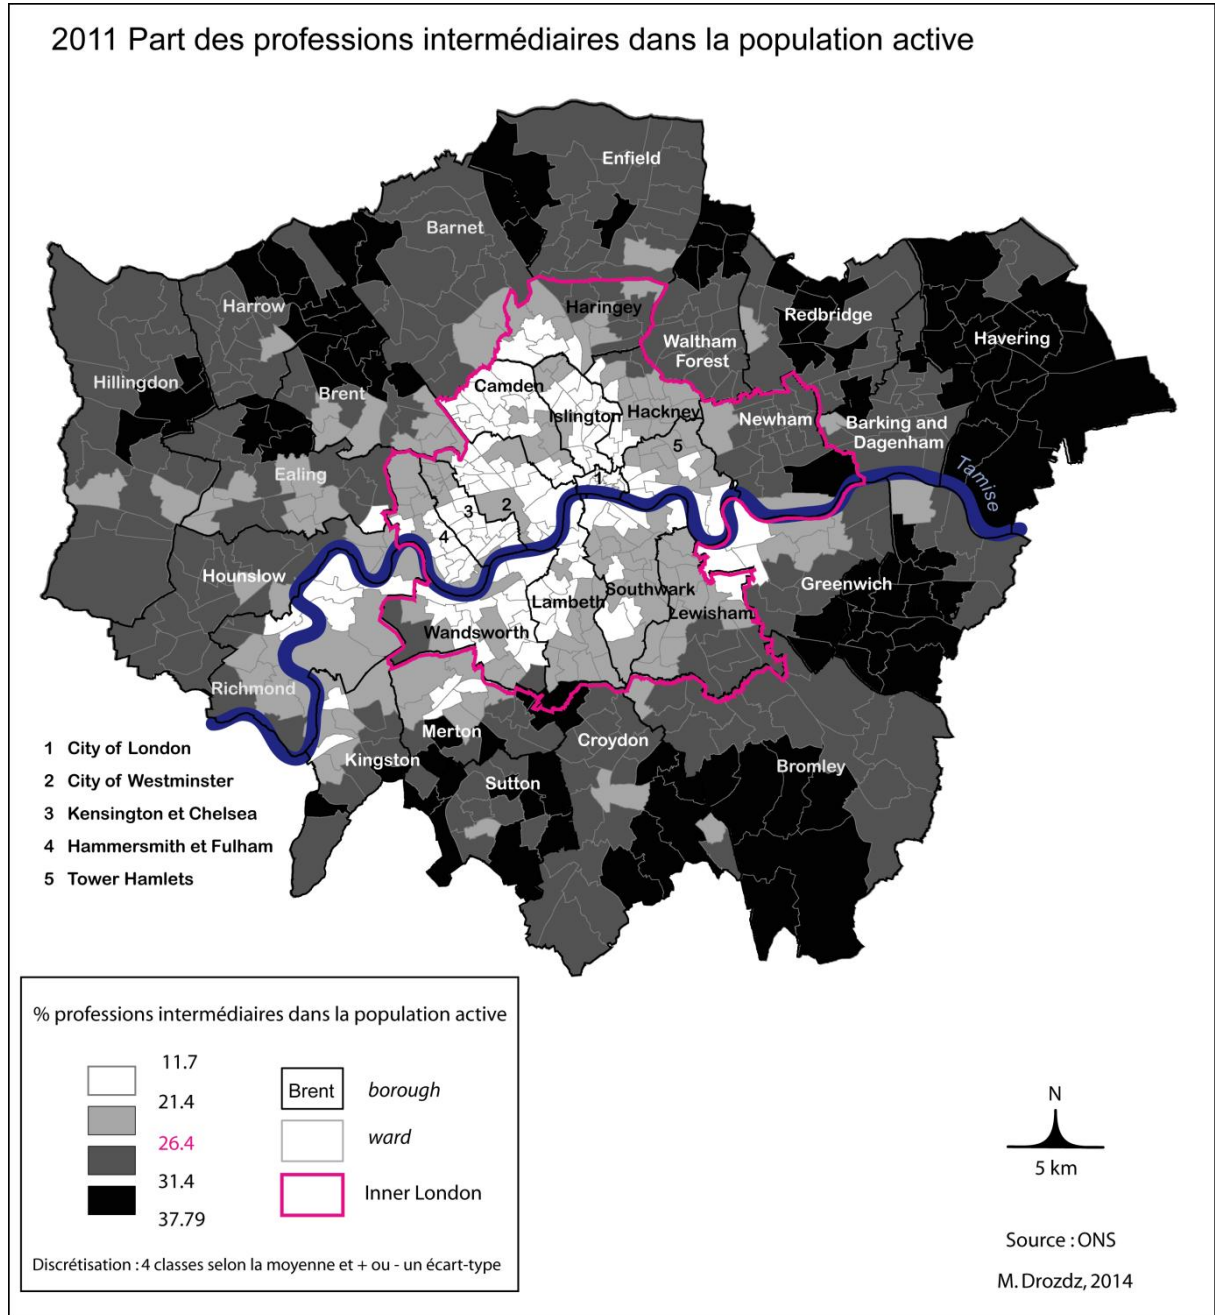 2011 Part des professions intermédiaires dans la population active
Enfield
Barnet
Harrow
Haringey
Redbridge
Waltham
Forest
Havering
Hillingdon
Brent
Camden
Islington
Hackney
Newham
Barking and
Dagenham
5
Ealing
Tamise
1
2
3
4
Hounslow
Greenwich
Lambeth
Southwark
Lewisham
Wandsworth
Richmond
Merton
Croydon
Kingston
Bromley
Sutton
1 City of London
2 City of Westminster
3 Kensington et Chelsea
4 Hammersmith et Fulham
5 Tower Hamlets
% professions intermédiaires dans la population active
11.7
21.4
26.4
31.4
37.79
Brent borough
ward
Inner London
Discrétisation : 4 classes selon la moyenne et + ou - un écart-type
N
5 km
Source : ONS
M. Drozdz, 2014